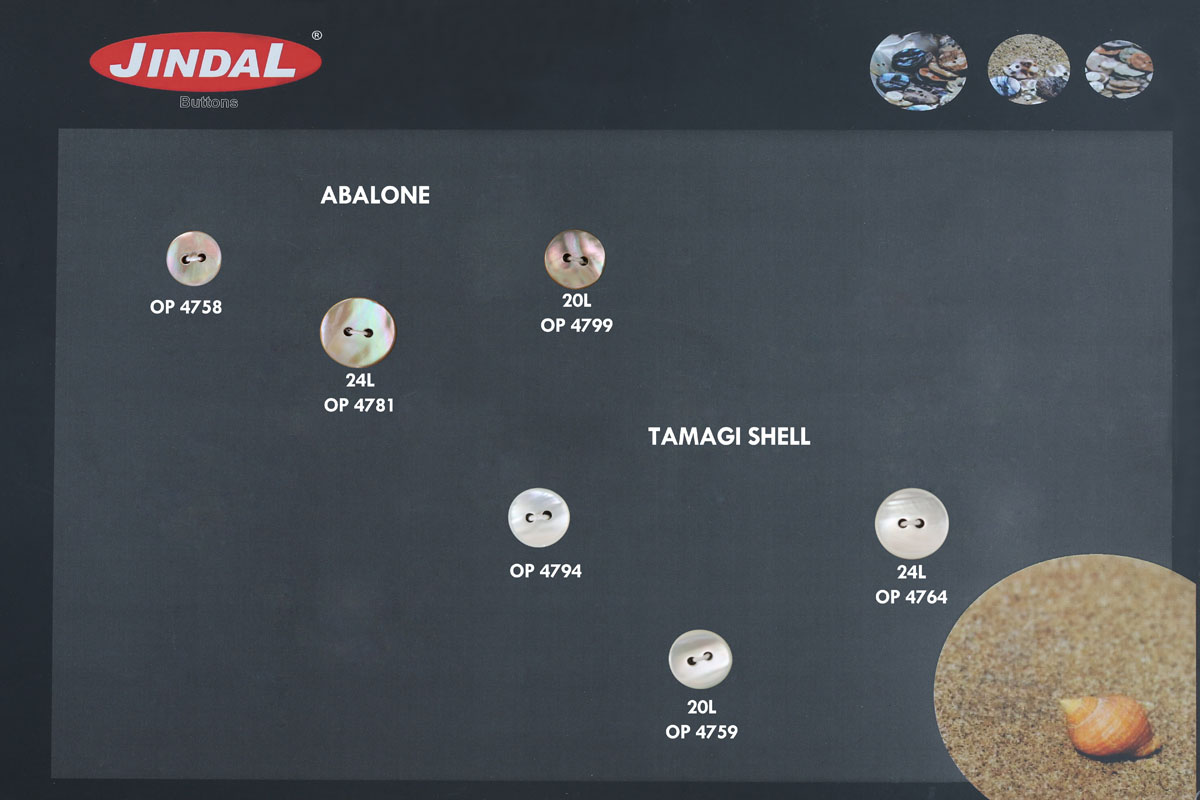 JINDAL ®
Buttons
ABALONE
OP 4758
20L
OP 4799
24L
OP 4781
TAMAGI SHELL
OP 4794
24L
OP 4764
20L
OP 4759